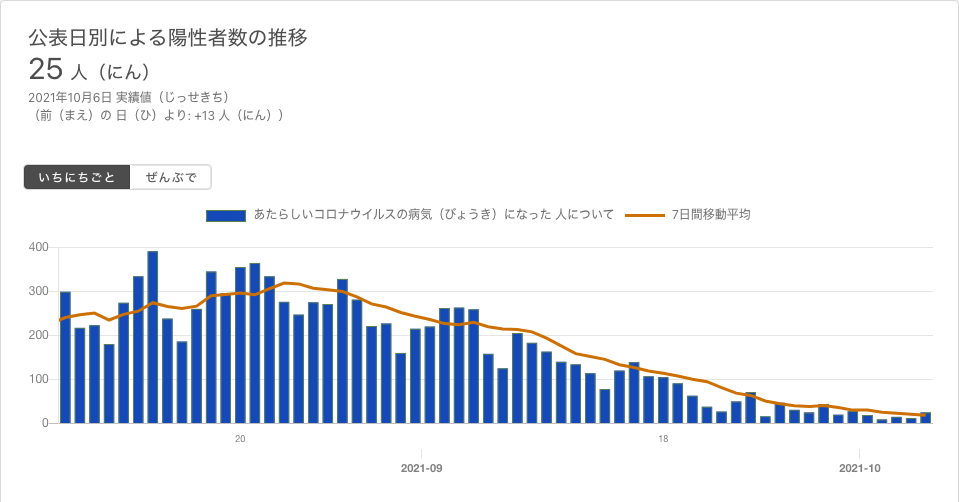 公表日別による陽性者数の推移
25 人（にん）
2021年10月6日 実績値（じっせきち）
（前（まえ）の 日（ひ）より: +13 人（にん））
いちにちごと ぜんぶで
あたらしいコロナウイルスの病気（びょうき）になった 人について 7日間移動平均
400
300
200
100
0
20 18
2021-09 2021-10